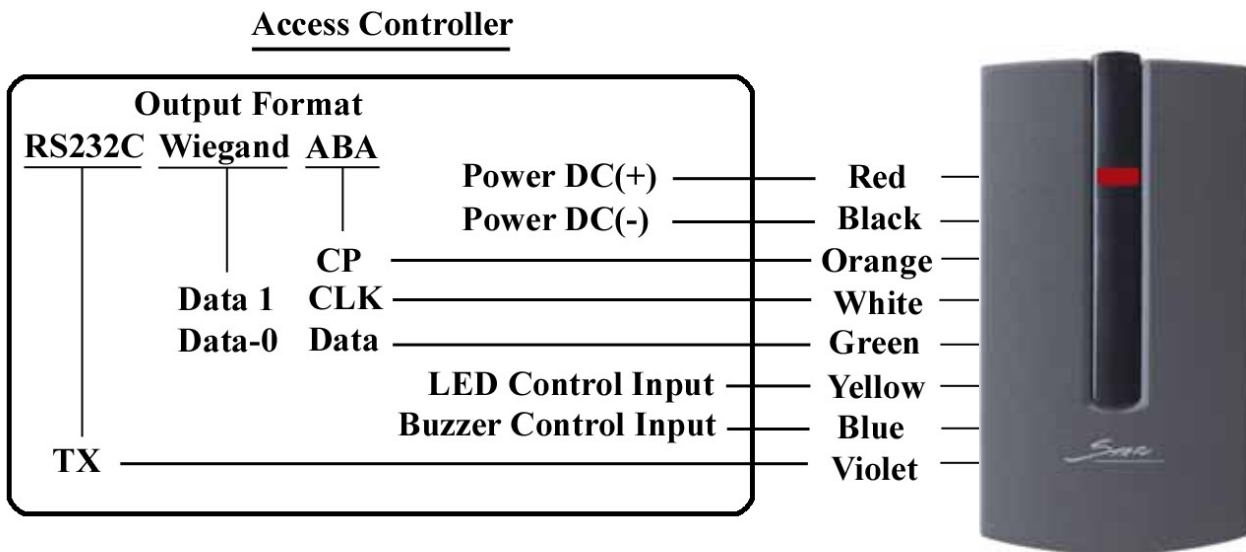 Access Controller
Output Format
RS232C Wiegand ABA
Power DC(+) Red
Power DC(-) Black
CP Orange
Data 1 CLK White
Data-0 Data Green
LED Control Input Yellow
Buzzer Control Input Blue
TX Violet